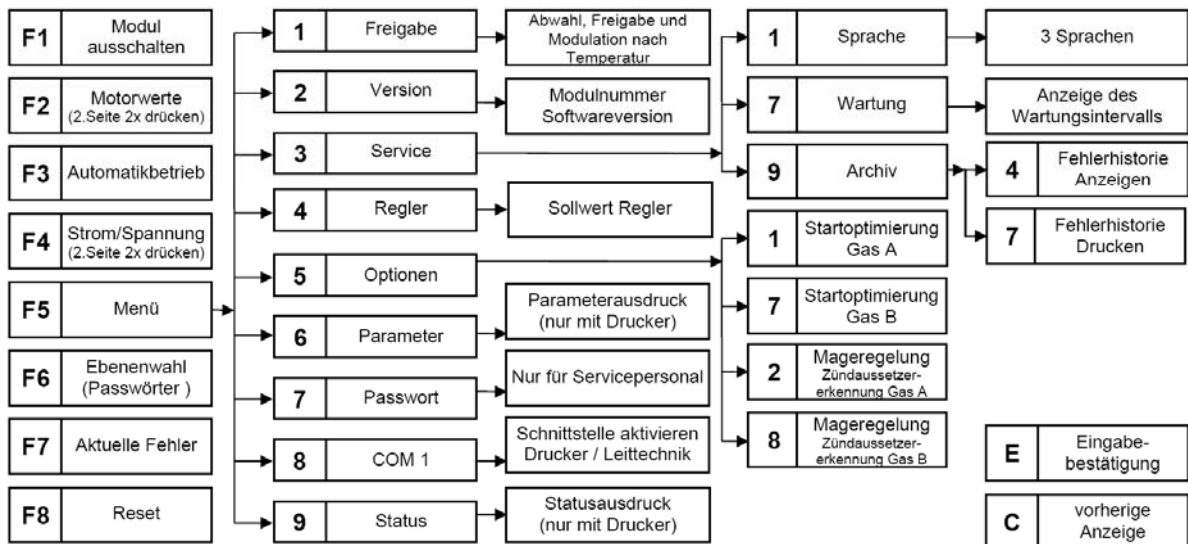 F1 Modul
ausschalten
F2 Motorwerte
(2.Seite 2x drücken)
F3 Automatikbetrieb
F4 Strom/Spannung
(2.Seite 2x drücken)
F5 Menü
F6 Ebenenwahl
(Passwörter )
F7 Aktuelle Fehler
F8 Reset
1 Freigabe
2 Version
3 Service
4 Regler
5 Optionen
6 Parameter
7 Passwort
8 COM 1
9 Status
Abwahl, Freigabe und
Modulation nach
Temperatur
Modulnummer
Softwareversion
Sollwert Regler
Parameterausdruck
(nur mit Drucker)
Nur für Servicepersonal
Schnittstelle aktivieren
Drucker / Leittechnik
Statusausdruck
(nur mit Drucker)
1 Sprache
7 Wartung
9 Archiv
1 Startoptimierung
Gas A
7 Startoptimierung
Gas B
2 Mageregelung
Zündaussetzer-
erkennung Gas A
8 Mageregelung
Zündaussetzer-
erkennung Gas B
3 Sprachen
Anzeige des
Wartungsintervalls
4 Fehlerhistorie
Anzeigen
7 Fehlerhistorie
Drucken
E Eingabe-
bestätigung
C vorherige
Anzeige